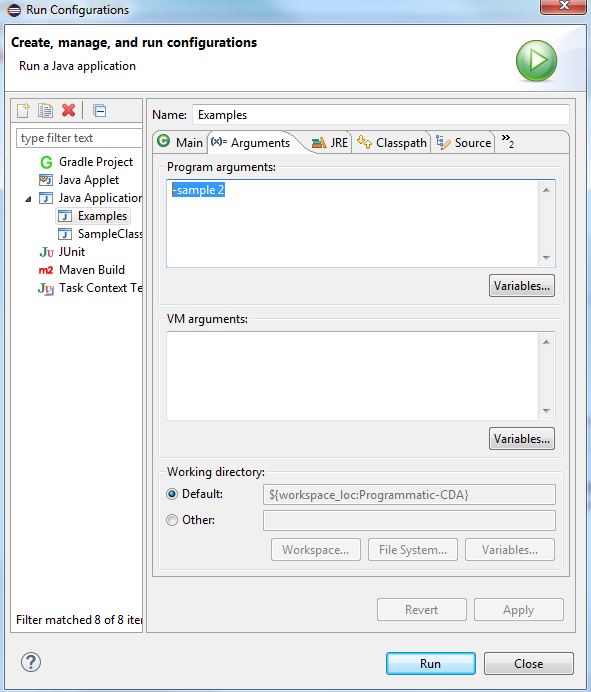 Run Configurations
Create, manage, and run configurations
Run a Java application
type filter text
Gradle Project
Java Applet
Java Application
Examples
SampleClass
JUnit
Maven Build
Task Context Te
Filter matched 8 of 8 iter
Name: Examples
Main (x)= Arguments JRE Classpath Source »2
Program arguments:
-sample 2
Variables...
VM arguments:
Variables...
Working directory:
Default: ${workspace_loc:Programmatic-CDA}
Other:
Workspace... File System... Variables...
Revert Apply
Run Close